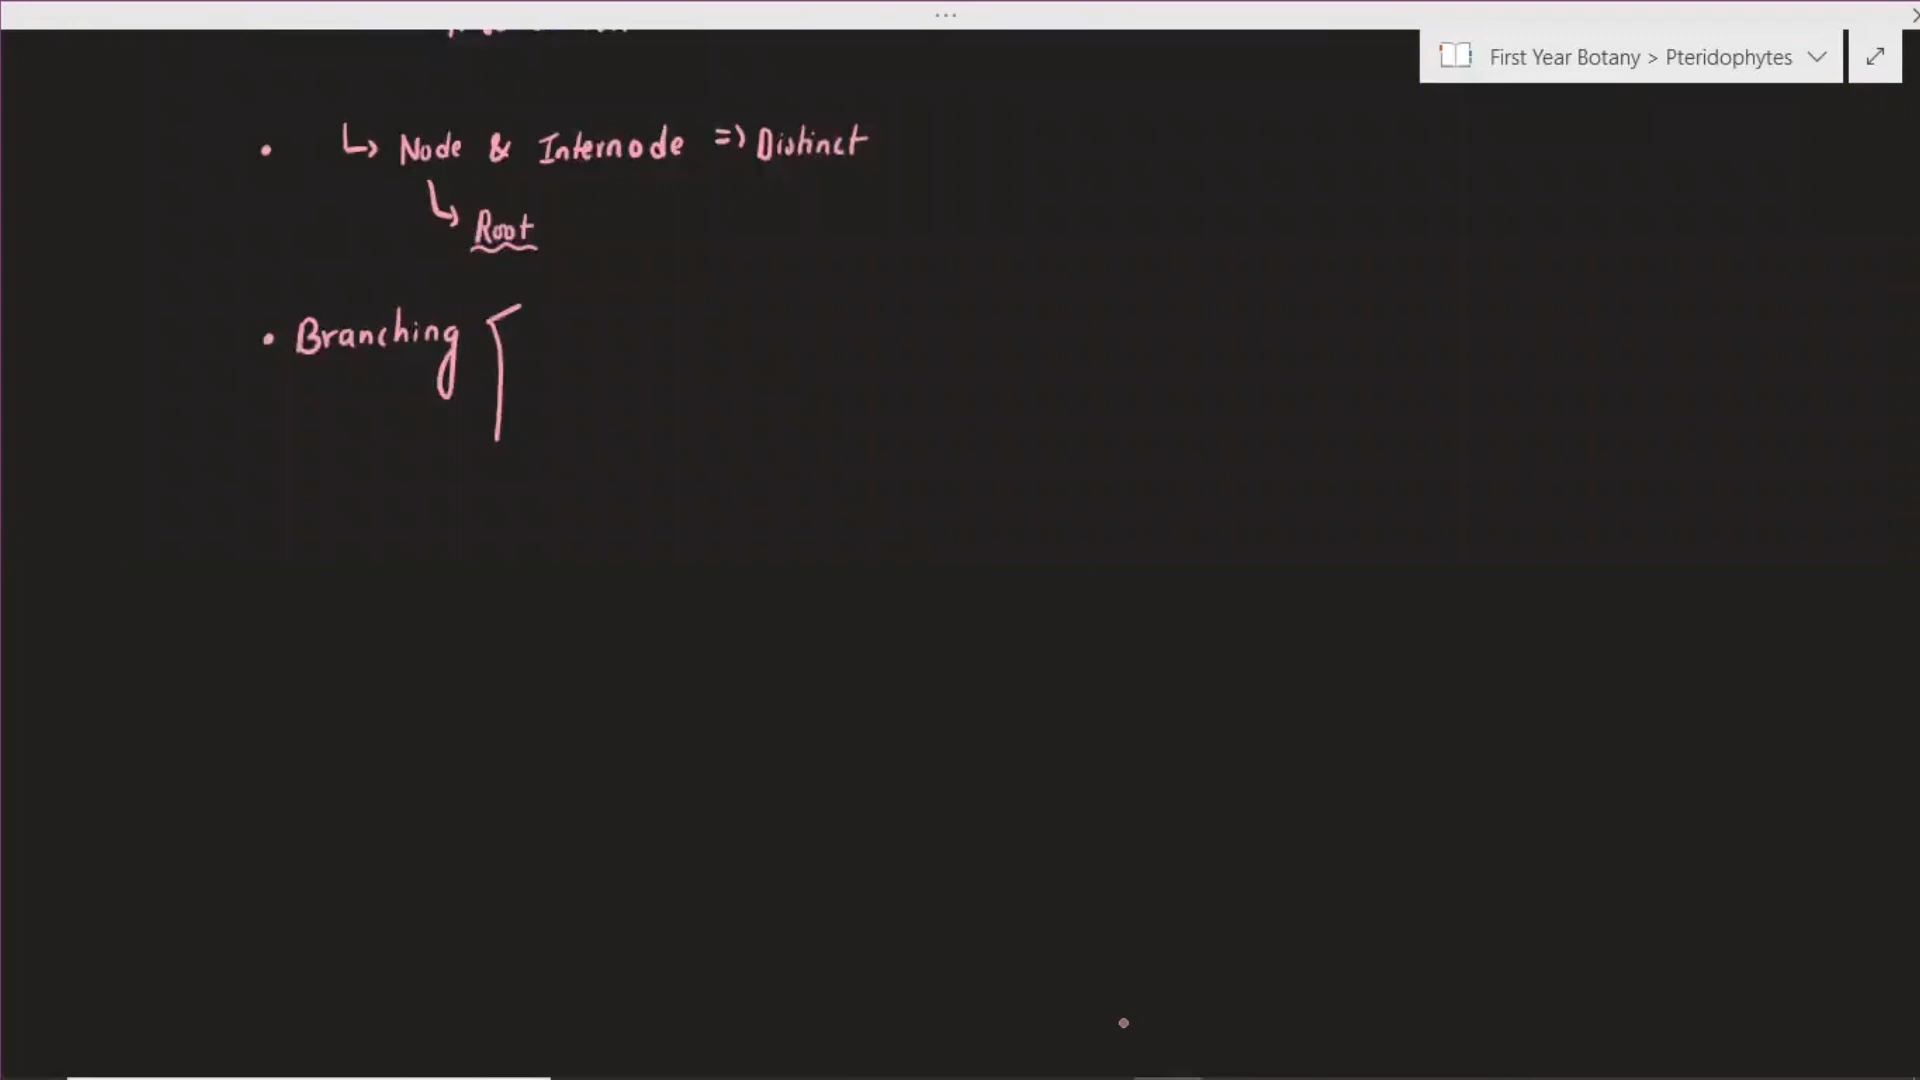 First Year Botany > Pteridophytes
• ↳ Node & Internode => Distinct
↳ Root
• Branching